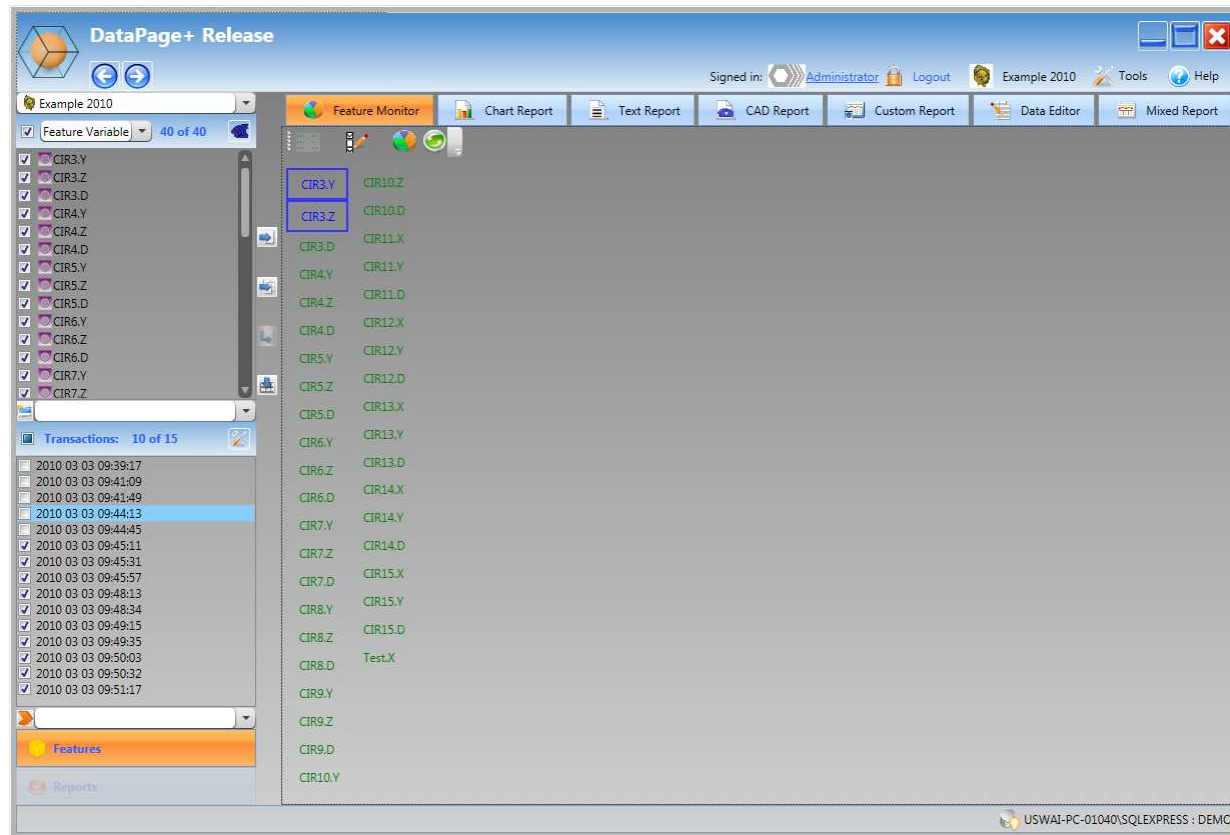 DataPage+ Release
Signed in: Administrator Logout Example 2010 Tools Help
Example 2010
Feature Monitor Chart Report Text Report CAD Report Custom Report Data Editor Mixed Report
Feature Variable 40 of 40
CIR3.Y
CIR3.Z
CIR3.D
CIR4.Y
CIR4.Z
CIR4.D
CIR5.Y
CIR5.Z
CIR5.D
CIR6.Y
CIR6.Z
CIR6.D
CIR7.Y
CIR7.Z
Transactions: 10 of 15
2010 03 03 09:39:17
2010 03 03 09:41:09
2010 03 03 09:41:49
2010 03 03 09:44:13
2010 03 03 09:44:45
2010 03 03 09:45:11
2010 03 03 09:45:31
2010 03 03 09:45:57
2010 03 03 09:48:13
2010 03 03 09:48:34
2010 03 03 09:49:15
2010 03 03 09:49:35
2010 03 03 09:50:03
2010 03 03 09:50:32
2010 03 03 09:51:17
Features
Reports
CIR3.Y
CIR3.Z
CIR3.D
CIR4.Y
CIR4.Z
CIR4.D
CIR5.Y
CIR5.Z
CIR5.D
CIR6.Y
CIR6.Z
CIR6.D
CIR7.Y
CIR7.Z
CIR7.D
CIR8.Y
CIR8.Z
CIR8.D
CIR9.Y
CIR9.Z
CIR9.D
CIR10.Y
CIR10.Z
CIR10.D
CIR11.X
CIR11.Y
CIR11.D
CIR12.X
CIR12.Y
CIR12.D
CIR13.X
CIR13.Y
CIR13.D
CIR14.X
CIR14.Y
CIR14.D
CIR15.X
CIR15.Y
CIR15.D
Test.X
USWAI-PC-01040\SQLEXPRESS : DEMO